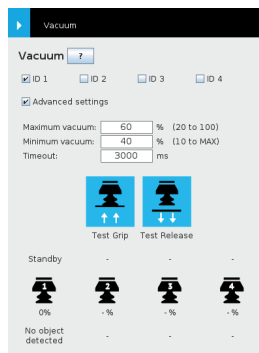 Vacuum
Vacuum ?
ID 1 ID 2 ID 3 ID 4
Advanced settings
Maximum vacuum: 60 % (20 to 100)
Minimum vacuum: 40 % (10 to MAX)
Timeout: 3000 ms
Test Grip Test Release
Standby - - -
1 2 3 4
0% - % - % - %
No object
detected - - -